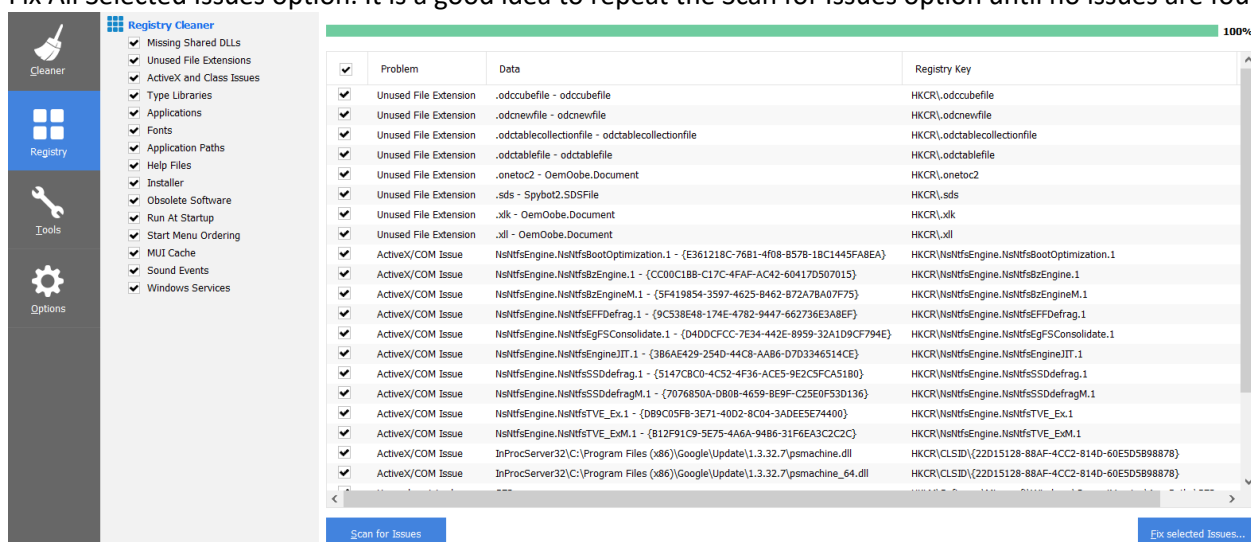 Fix All Selected Issues option. It is a good idea to repeat the Scan for Issues option until no issues are fou
Cleaner
Registry
Tools
Options
Registry Cleaner
Missing Shared DLLs
Unused File Extensions
ActiveX and Class Issues
Type Libraries
Applications
Fonts
Application Paths
Help Files
Installer
Obsolete Software
Run At Startup
Start Menu Ordering
MUI Cache
Sound Events
Windows Services
100%
Problem Data Registry Key
Unused File Extension .odccubefile - odccubefile HKCR\.odccubefile
Unused File Extension .odcnewfile - odcnewfile HKCR\.odcnewfile
Unused File Extension .odctablecollectionfile - odctablecollectionfile HKCR\.odctablecollectionfile
Unused File Extension .odctablefile - odctablefile HKCR\.odctablefile
Unused File Extension .onetoc2 - OemOobe.Document HKCR\.onetoc2
Unused File Extension .sds - Spybot2.SDSFile HKCR\.sds
Unused File Extension .xlk - OemOobe.Document HKCR\.xlk
Unused File Extension .xll - OemOobe.Document HKCR\.xll
ActiveX/COM Issue NsNtfsEngine.NsNtfsBootOptimization.1 - {E361218C-76B1-4f08-B57B-1BC1445FA8EA} HKCR\NsNtfsEngine.NsNtfsBootOptimization.1
ActiveX/COM Issue NsNtfsEngine.NsNtfsBzEngine.1 - {CC00C1BB-C17C-4FAF-AC42-60417D507015} HKCR\NsNtfsEngine.NsNtfsBzEngine.1
ActiveX/COM Issue NsNtfsEngine.NsNtfsBzEngineM.1 - {5F419854-3597-4625-B462-B72A7BA07F75} HKCR\NsNtfsEngine.NsNtfsBzEngineM.1
ActiveX/COM Issue NsNtfsEngine.NsNtfsEFFDefrag.1 - {9C538E48-174E-4782-9447-662736E3A8EF} HKCR\NsNtfsEngine.NsNtfsEFFDefrag.1
ActiveX/COM Issue NsNtfsEngine.NsNtfsEgFSConsolidate.1 - {D4DDCFCC-7E34-442E-8959-32A1D9CF794E} HKCR\NsNtfsEngine.NsNtfsEgFSConsolidate.1
ActiveX/COM Issue NsNtfsEngine.NsNtfsEngineJIT.1 - {3B6AE429-254D-44C8-AAB6-D7D3346514CE} HKCR\NsNtfsEngine.NsNtfsEngineJIT.1
ActiveX/COM Issue NsNtfsEngine.NsNtfsSSDdefrag.1 - {5147CBC0-4C52-4F36-ACE5-9E2C5FCA51B0} HKCR\NsNtfsEngine.NsNtfsSSDdefrag.1
ActiveX/COM Issue NsNtfsEngine.NsNtfsSSDdefragM.1 - {7076850A-DB0B-4659-BE9F-C25E0F53D136} HKCR\NsNtfsEngine.NsNtfsSSDdefragM.1
ActiveX/COM Issue NsNtfsEngine.NsNtfsTVE_Ex.1 - {DB9C05FB-3E71-40D2-8C04-3ADEE5E74400} HKCR\NsNtfsEngine.NsNtfsTVE_Ex.1
ActiveX/COM Issue NsNtfsEngine.NsNtfsTVE_ExM.1 - {B12F91C9-5E75-4A6A-94B6-31F6EA3C2C2C} HKCR\NsNtfsEngine.NsNtfsTVE_ExM.1
ActiveX/COM Issue InProcServer32\C:\Program Files (x86)\Google\Update\1.3.32.7\psmachine.dll HKCR\CLSID\{22D15128-88AF-4CC2-814D-60E5D5B98878}
ActiveX/COM Issue InProcServer32\C:\Program Files (x86)\Google\Update\1.3.32.7\psmachine_64.dll HKCR\CLSID\{22D15128-88AF-4CC2-814D-60E5D5B98878}
Scan for Issues
Fix selected Issues...